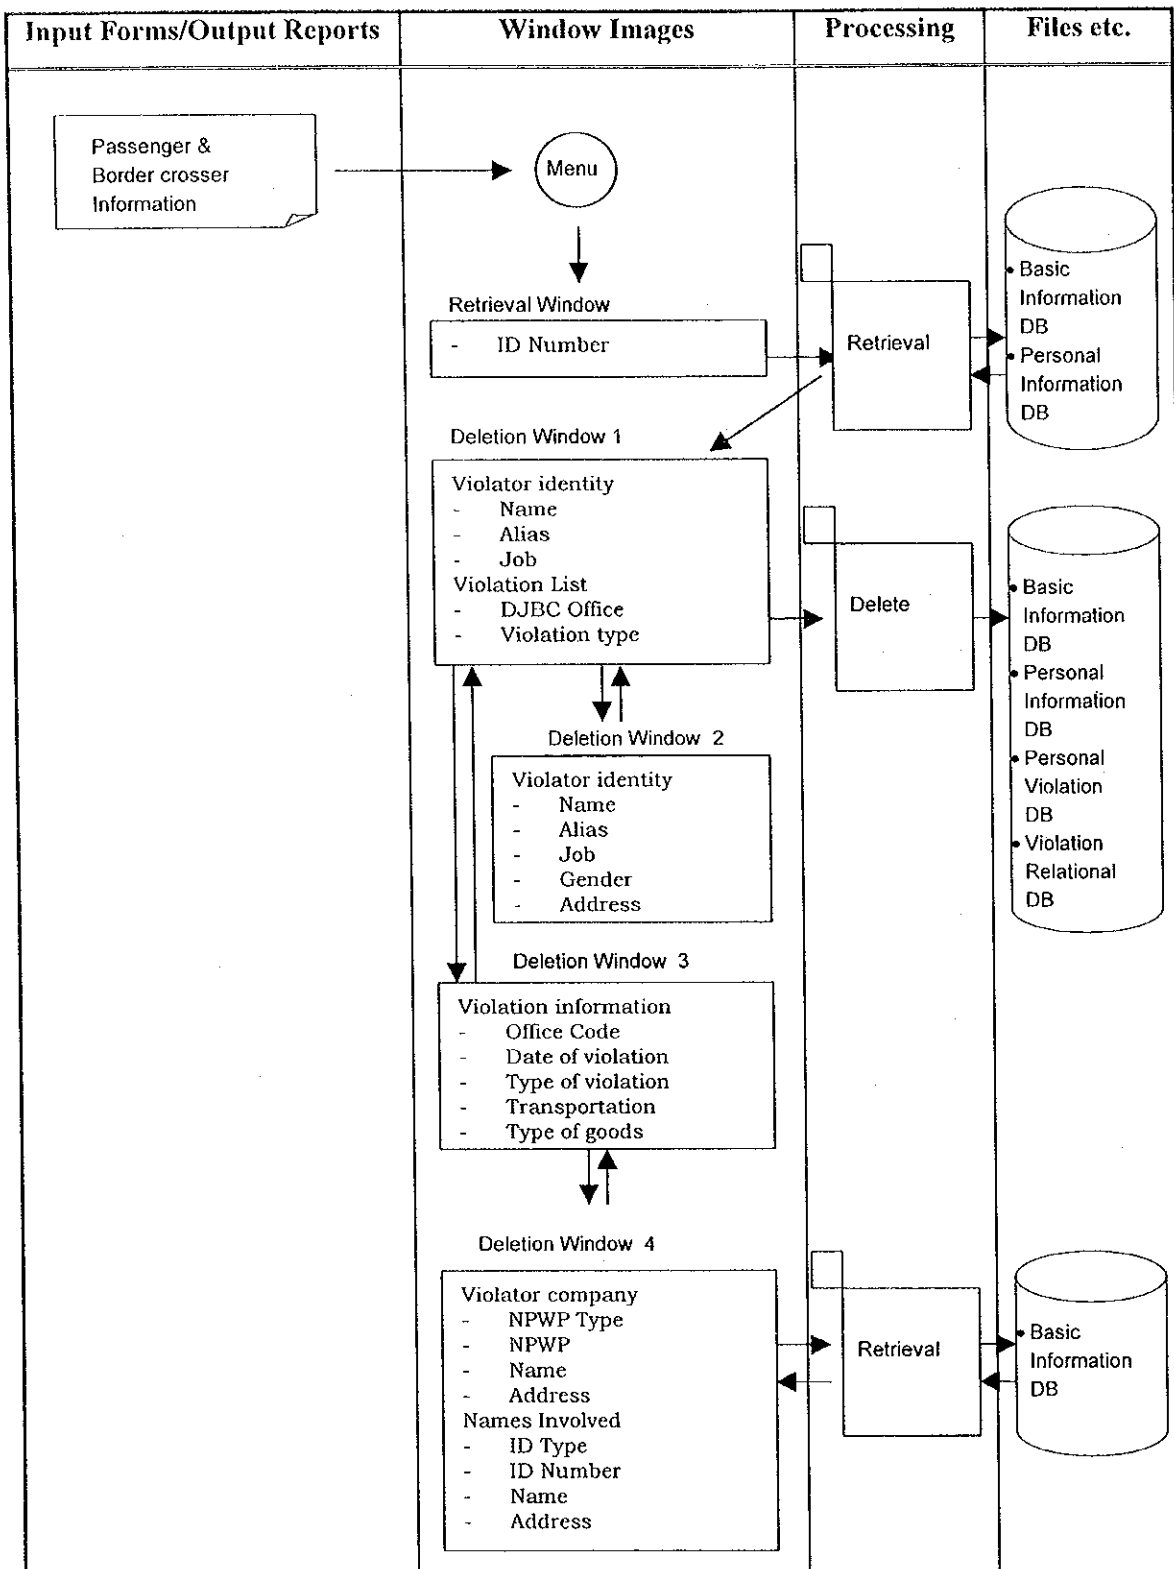 Input Forms/Output Reports
Window Images
Processing
Files etc.
Passenger &
Border crosser
Information
Menu
Retrieval Window
- ID Number
Retrieval
• Basic
Information
DB
• Personal
Information
DB
Deletion Window 1
Violator identity
- Name
- Alias
- Job
Violation List
- DJBC Office
- Violation type
Delete
• Basic
Information
DB
• Personal
Information
DB
• Personal
Violation
DB
• Violation
Relational
DB
Deletion Window 2
Violator identity
- Name
- Alias
- Job
- Gender
- Address
Deletion Window 3
Violation information
- Office Code
- Date of violation
- Type of violation
- Transportation
- Type of goods
Deletion Window 4
Violator company
- NPWP Type
- NPWP
- Name
- Address
Names Involved
- ID Type
- ID Number
- Name
- Address
Retrieval
• Basic
Information
DB